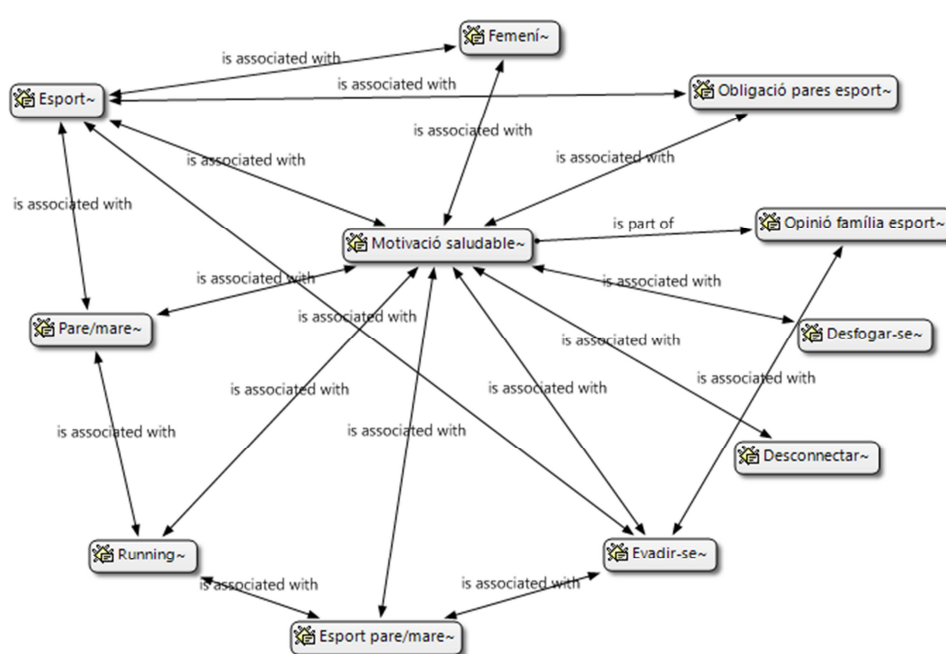 Femení~
is associated with
is associated with
Esport~
Obligació pares esport~
is associated with
is associated with
is associated with
is associated with
Opinió família esport~
is part of
Motivació saludable~
is associated with
is associated with
is associated with
Pare/mare~
Desfogar-se~
is associated with
is associated with
is associated with
is associated with
is associated with
is associated with
Desconnectar~
Running~
Evadir-se~
is associated with
is associated with
Esport pare/mare~